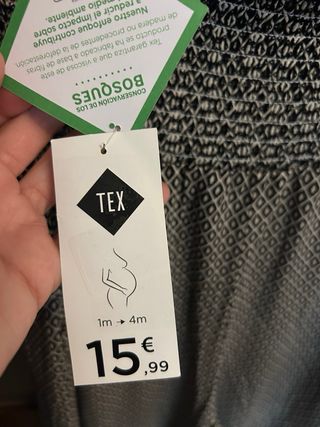 CONSERVACIÓN DE LOS
BOSQUES
Tex garantiza que la viscosa de este
producto se ha fabricado a base de fibras
de madera no procedentes de la deforestación
Nuestro enfoque contribuye
a reducir el impacto sobre
medio ambiente.
TEX
1m → 4m
15€,99